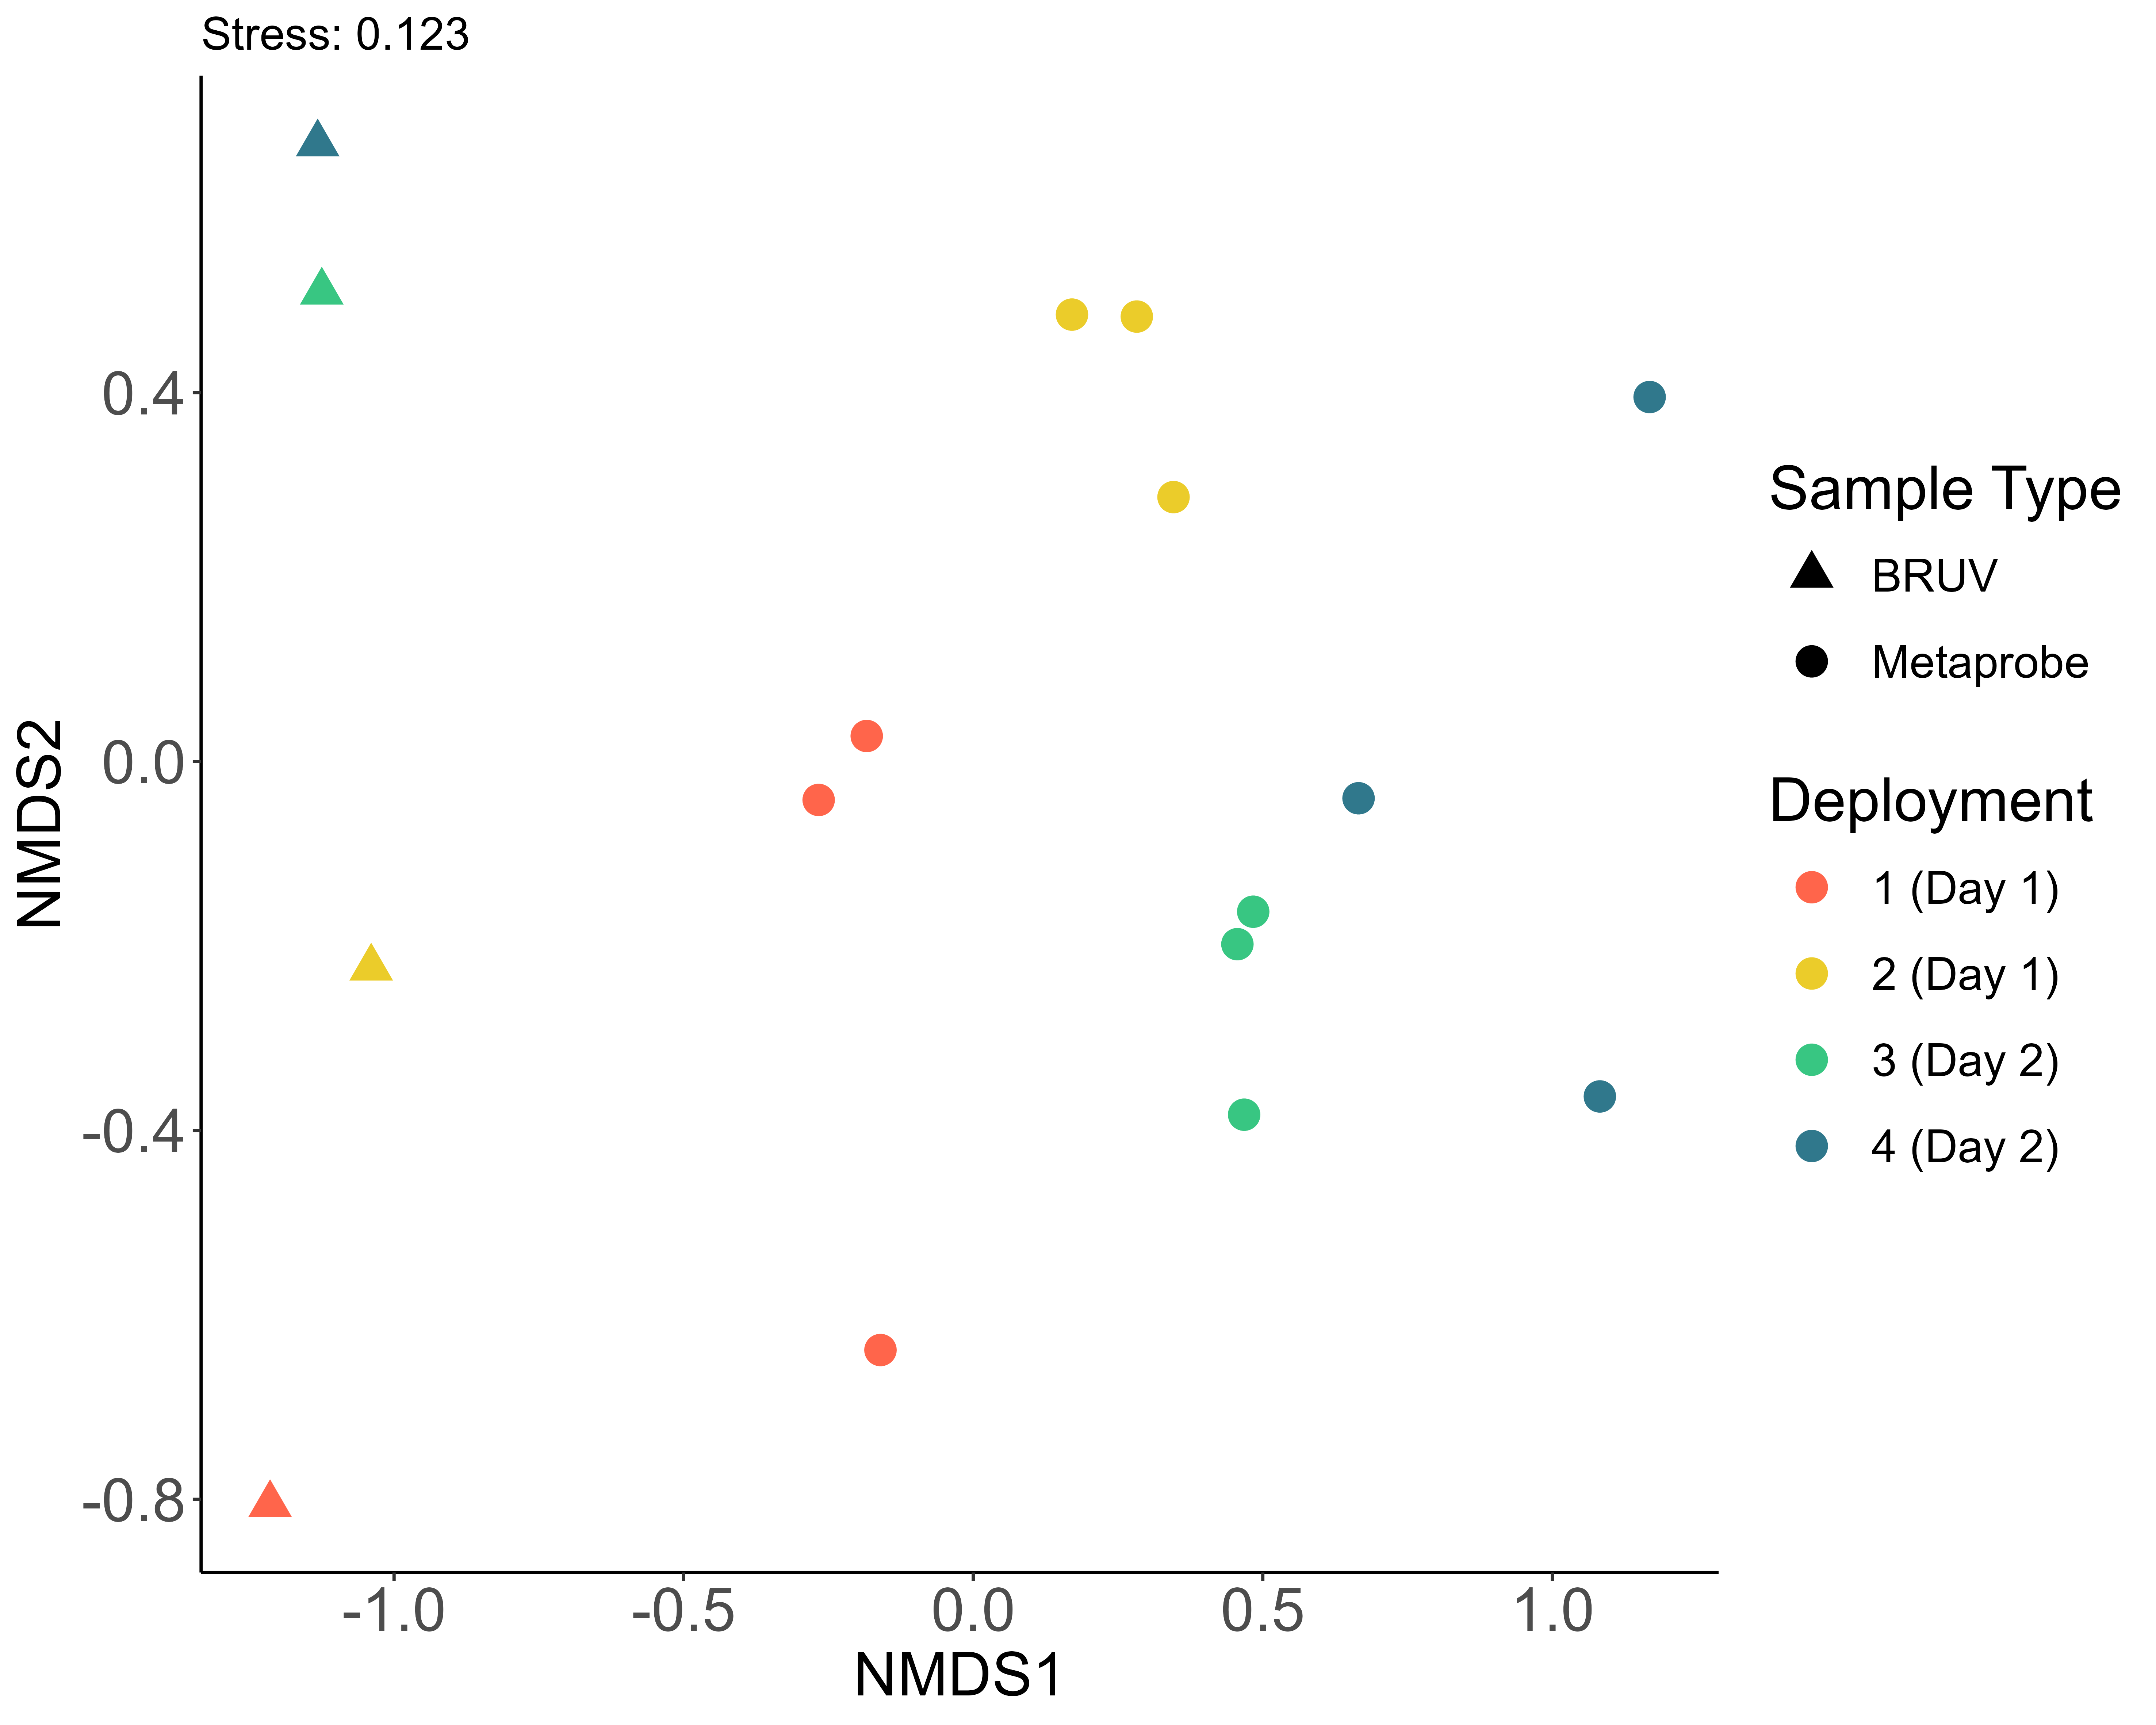 Stress: 0.123
NMDS2
0.4
0.0
-0.4
-0.8
-1.0
-0.5
0.0
0.5
1.0
NMDS1
Sample Type
BRUV
Metaprobe
Deployment
1 (Day 1)
2 (Day 1)
3 (Day 2)
4 (Day 2)